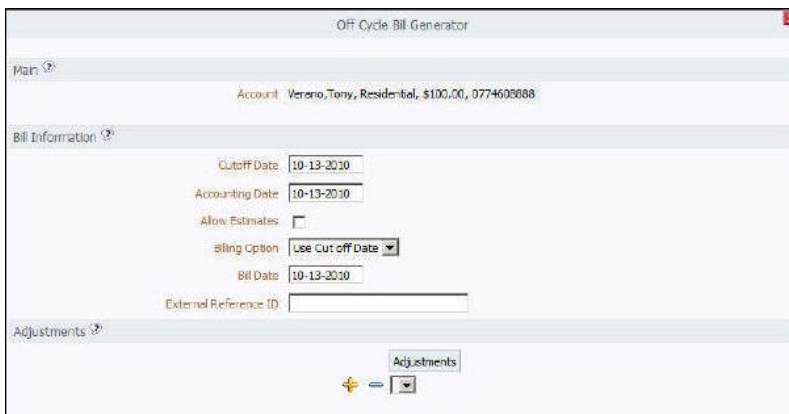 Off Cycle Bill Generator
Main ?
Account Verano,Tony, Residential, $100.00, 0774608888
Bill Information ?
Cutoff Date 10-13-2010
Accounting Date 10-13-2010
Allow Estimates
Billing Option Use Cut off Date
Bill Date 10-13-2010
External Reference ID
Adjustments ?
Adjustments